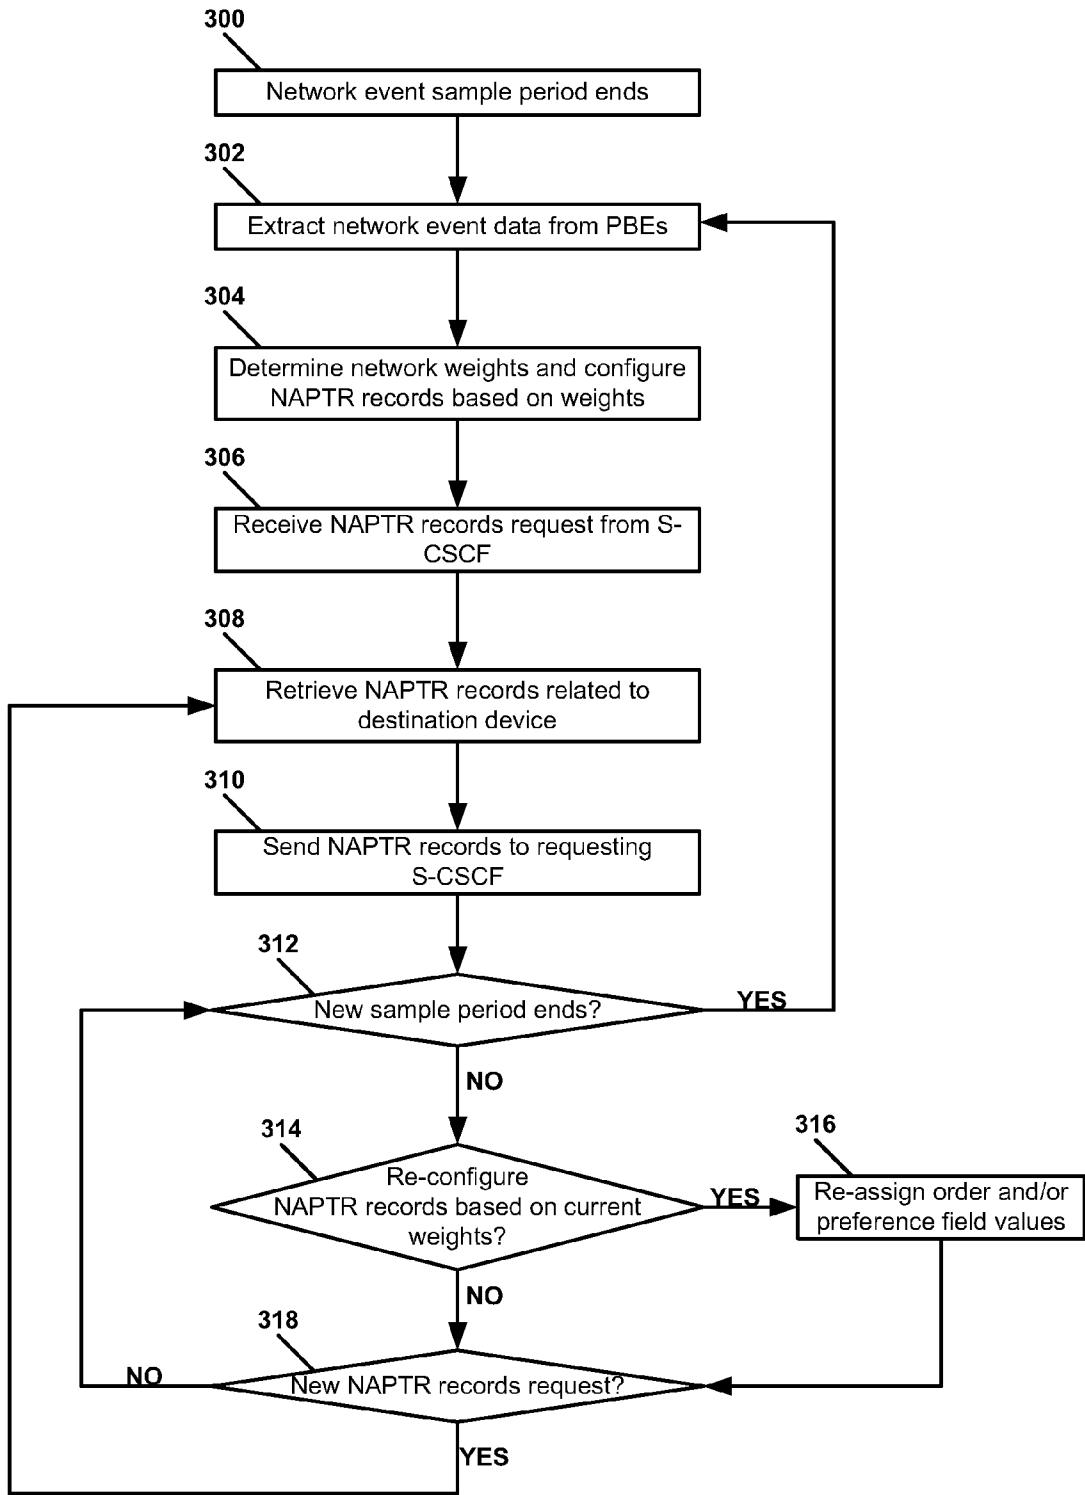 300
Network event sample period ends
302
Extract network event data from PBEs
304
Determine network weights and configure
NAPTR records based on weights
306
Receive NAPTR records request from S-
CSCF
308
Retrieve NAPTR records related to
destination device
310
Send NAPTR records to requesting
S-CSCF
312
New sample period ends?
YES
NO
314
Re-configure
NAPTR records based on current
weights?
YES
316
Re-assign order and/or
preference field values
NO
318
New NAPTR records request?
NO
YES